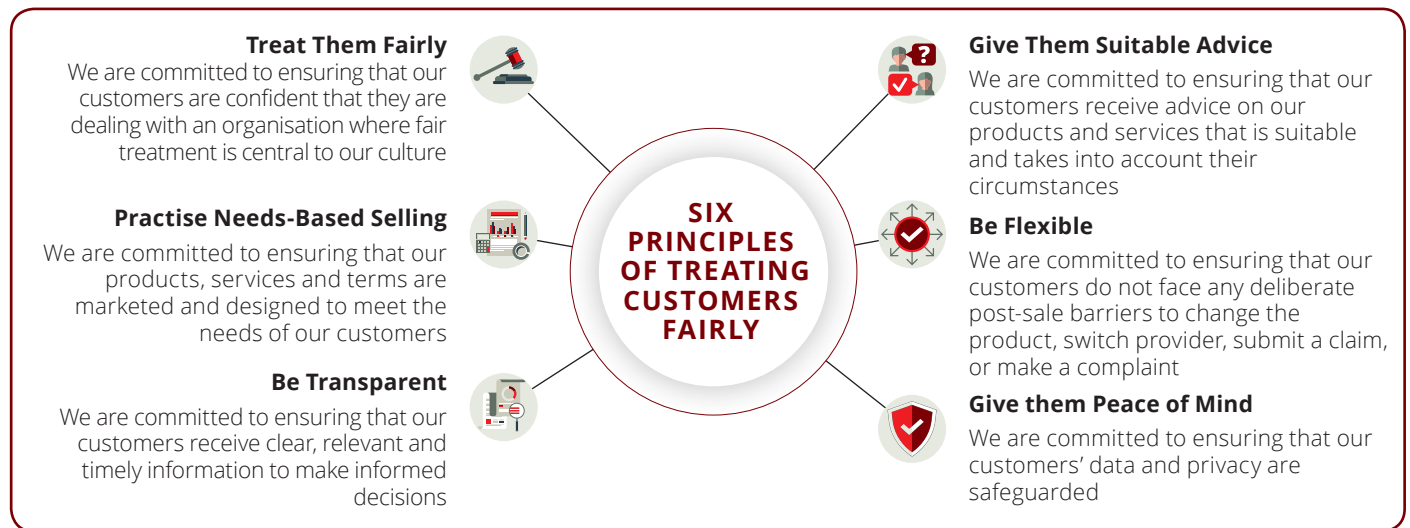 Treat Them Fairly
We are committed to ensuring that our
customers are confident that they are
dealing with an organisation where fair
treatment is central to our culture
Practise Needs-Based Selling
We are committed to ensuring that our
products, services and terms are
marketed and designed to meet the
needs of our customers
Be Transparent
We are committed to ensuring that our
customers receive clear, relevant and
timely information to make informed
decisions
SIX
PRINCIPLES
OF TREATING
CUSTOMERS
FAIRLY
Give Them Suitable Advice
We are committed to ensuring that our
customers receive advice on our
products and services that is suitable
and takes into account their
circumstances
Be Flexible
We are committed to ensuring that our
customers do not face any deliberate
post-sale barriers to change the
product, switch provider, submit a claim,
or make a complaint
Give them Peace of Mind
We are committed to ensuring that our
customers’ data and privacy are
safeguarded